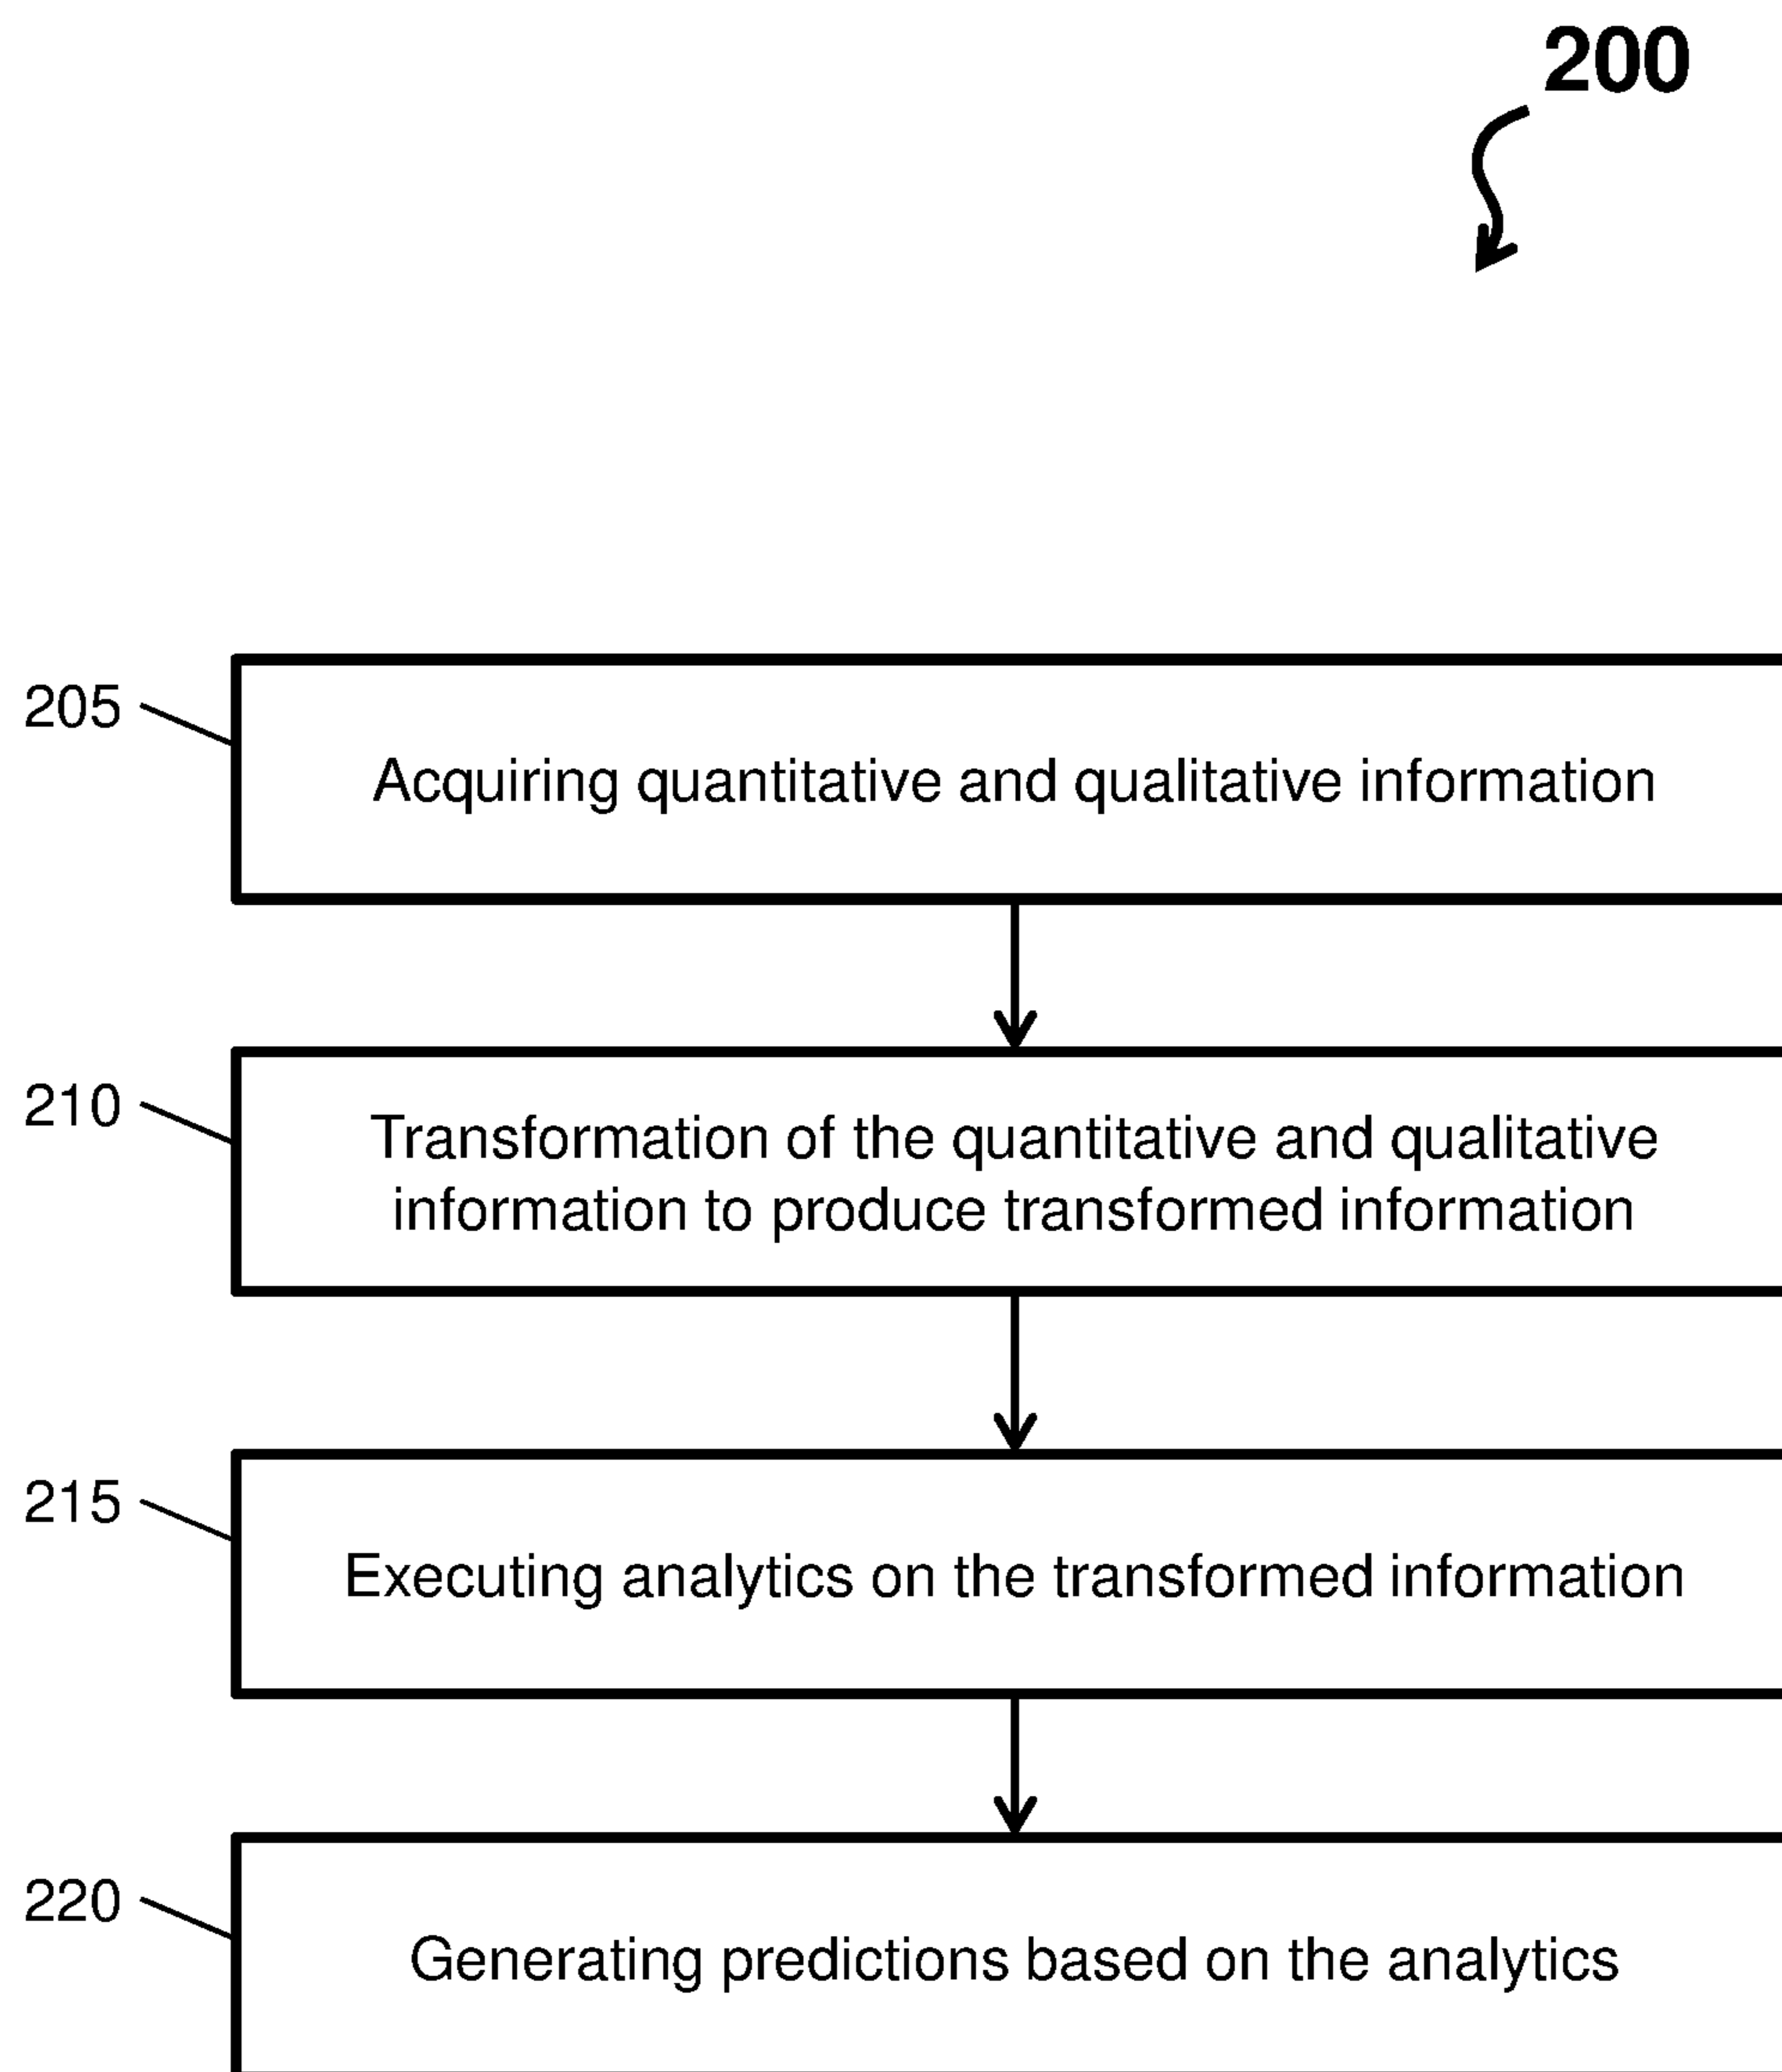 200
205
Acquiring quantitative and qualitative information
210
Transformation of the quantitative and qualitative
information to produce transformed information
215
Executing analytics on the transformed information
220
Generating predictions based on the analytics